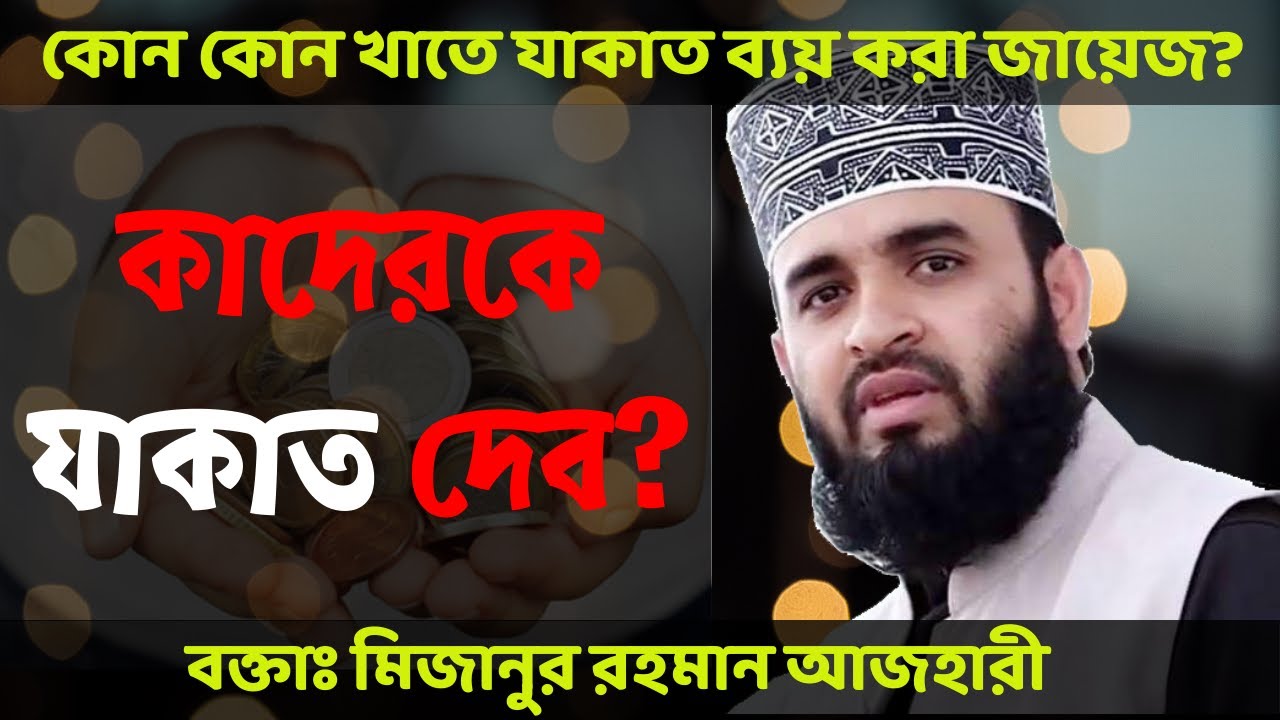 কোন কোন খাতে যাকাত ব্যয় করা জায়েজ?
কাদেরকে
যাকাত দেব?
বক্তাঃ মিজানুর রহমান আজহারী